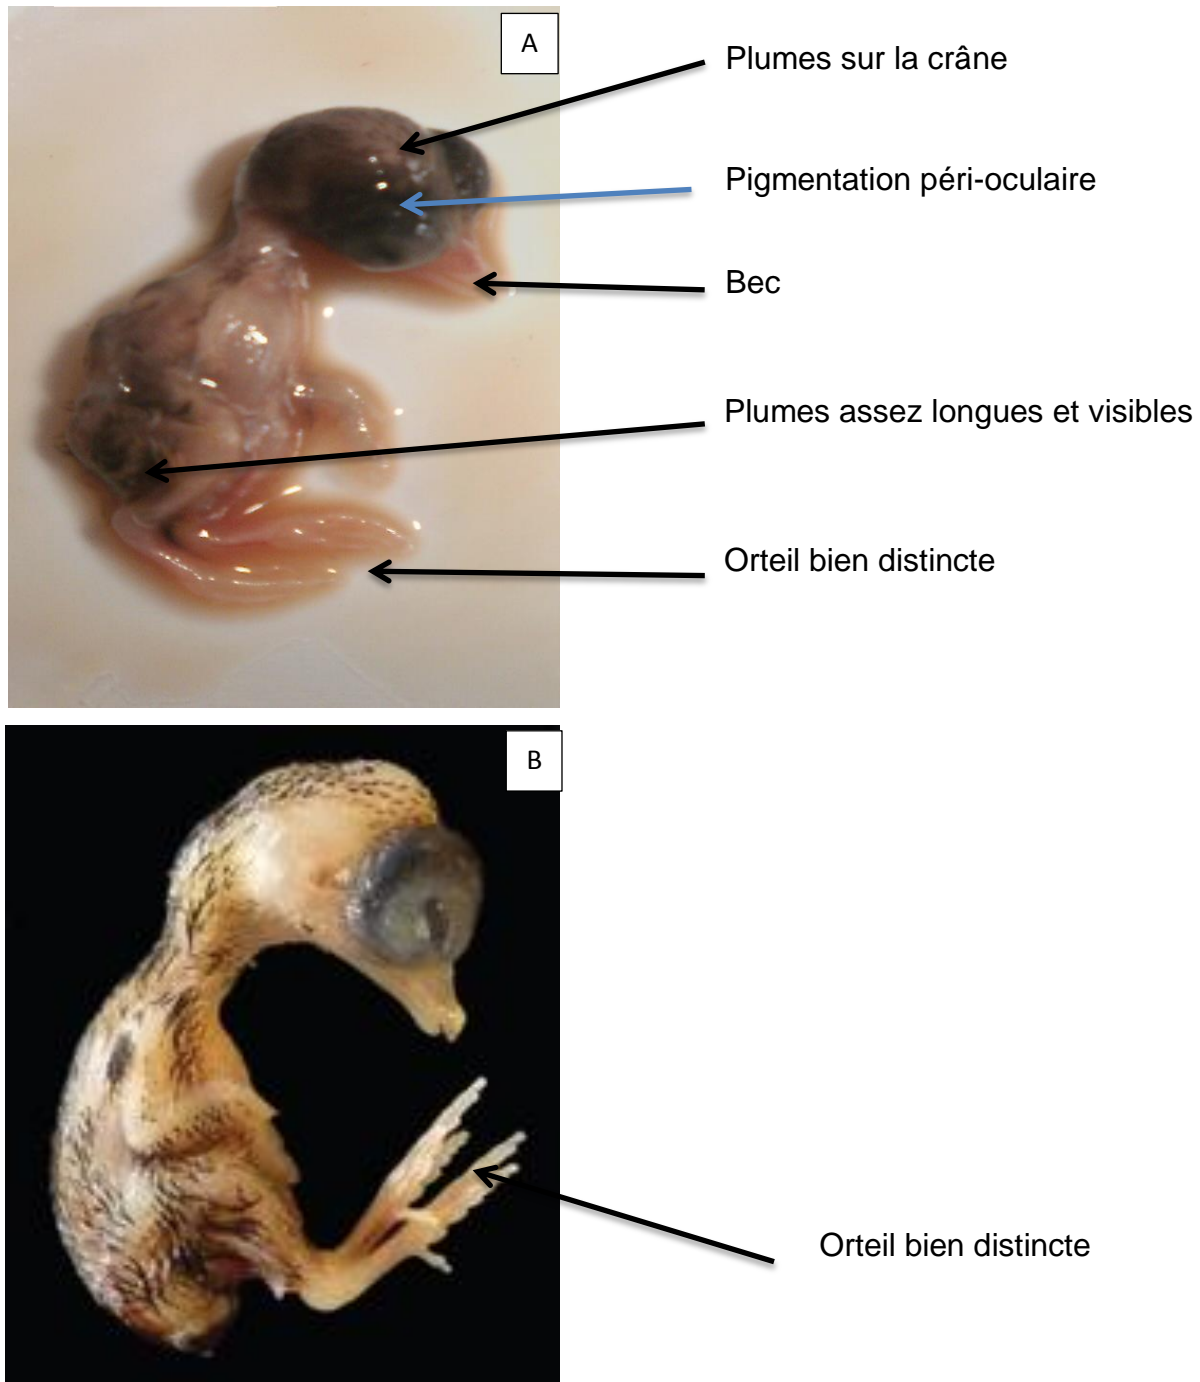 A
Plumes sur la crâne
Pigmentation péri-oculaire
Bec
Plumes assez longues et visibles
Orteil bien distincte
B
Orteil bien distincte